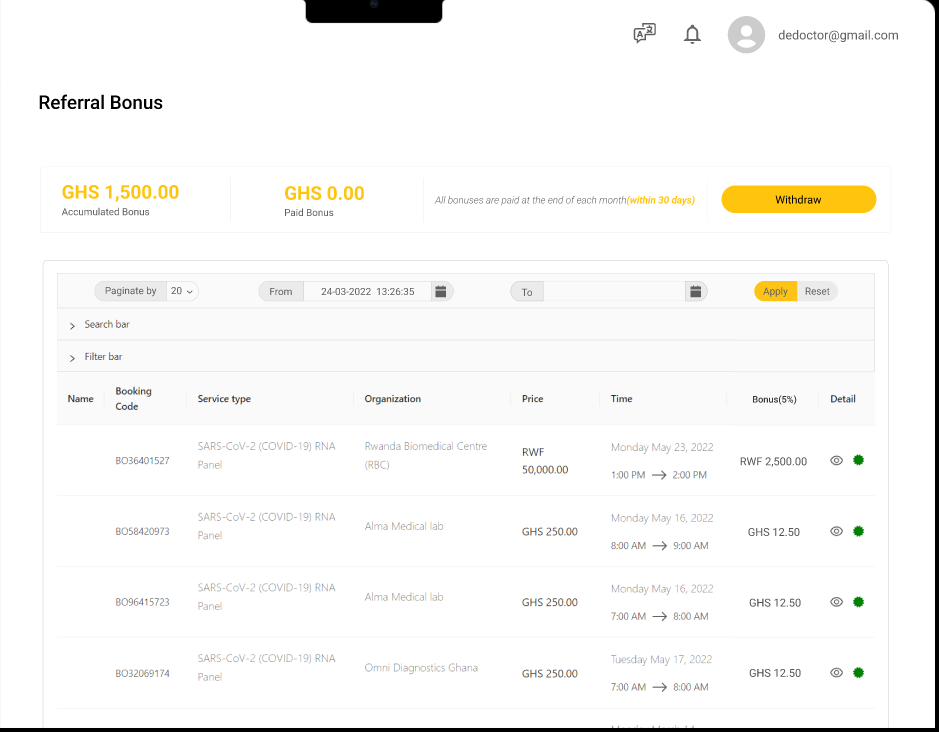 dedoctor@gmail.com
Referral Bonus
GHS 1,500.00
Accumulated Bonus
GHS 0.00
Paid Bonus
All bonuses are paid at the end of each month(within 30 days)
Withdraw
Paginate by 20
From 24-03-2022 13:26:35
To
Apply Reset
Search bar
Filter bar
Name
Booking
Code
Service type
Organization
Price
Time
Bonus(5%)
Detail
BO36401527
SARS-CoV-2 (COVID-19) RNA
Panel
Rwanda Biomedical Centre
(RBC)
RWF
50,000.00
Monday May 23, 2022
1:00 PM → 2:00 PM
RWF 2,500.00
BO58420973
SARS-CoV-2 (COVID-19) RNA
Panel
Alma Medical lab
GHS 250.00
Monday May 16, 2022
8:00 AM → 9:00 AM
GHS 12.50
BO96415723
SARS-CoV-2 (COVID-19) RNA
Panel
Alma Medical lab
GHS 250.00
Monday May 16, 2022
7:00 AM → 8:00 AM
GHS 12.50
BO32069174
SARS-CoV-2 (COVID-19) RNA
Panel
Omni Diagnostics Ghana
GHS 250.00
Tuesday May 17, 2022
7:00 AM → 8:00 AM
GHS 12.50